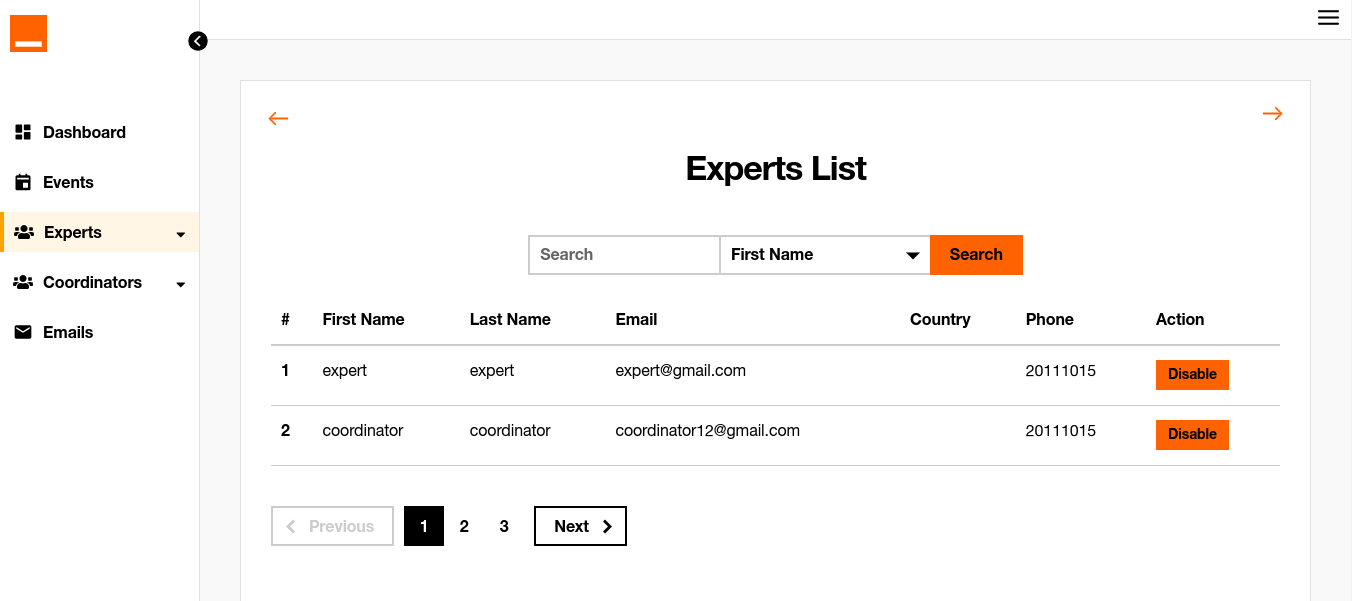 Dashboard
Events
Experts
Coordinators
Emails
Experts List
Search First Name Search
# First Name Last Name Email Country Phone Action
1 expert expert expert@gmail.com 20111015 Disable
2 coordinator coordinator coordinator12@gmail.com 20111015 Disable
Previous 1 2 3 Next